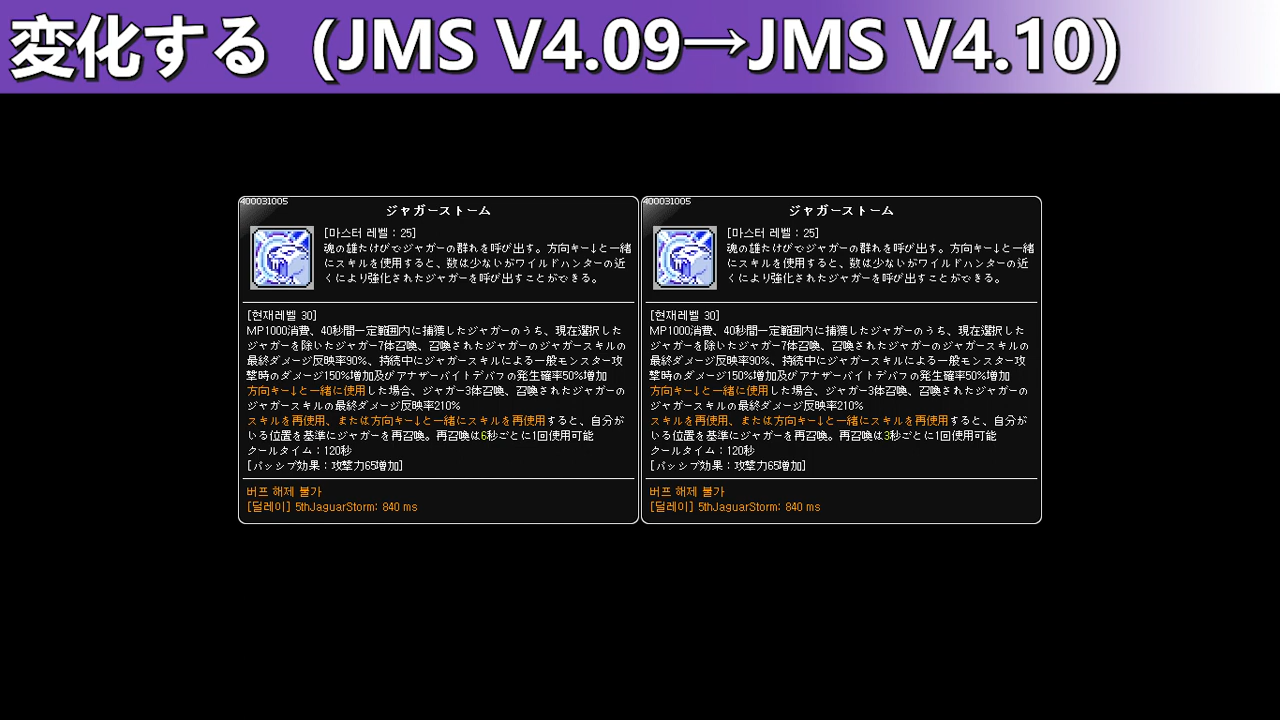 変化する（JMS V4.09→JMS V4.10）
400031005
ジャガーストーム
[마스터 레벨 : 25]
魂の雄たけびでジャガーの群れを呼び出す。方向キー↓と一緒
にスキルを使用すると、数は少ないがワイルドハンターの近
くにより強化されたジャガーを呼び出すことができる。
[현재레벨 30]
MP1000消費、40秒間一定範囲内に捕獲したジャガーのうち、現在選択した
ジャガーを除いたジャガー7体召喚、召喚されたジャガーのジャガースキルの
最終ダメージ反映率90%、持続中にジャガースキルによる一般モンスター攻
撃時のダメージ150%増加及びアナザーバイトデバフの発生確率50%増加
方向キー↓と一緒に使用した場合、ジャガー3体召喚、召喚されたジャガーの
ジャガースキルの最終ダメージ反映率210%
スキルを再使用、または方向キー↓と一緒にスキルを再使用すると、自分が
いる位置を基準にジャガーを再召喚。再召喚は6秒ごとに1回使用可能
クールタイム：120秒
[パッシブ効果：攻撃力65増加]
버프 해제 불가
[딜레이] 5thJaguarStorm: 840 ms
400031005
ジャガーストーム
[마스터 레벨 : 25]
魂の雄たけびでジャガーの群れを呼び出す。方向キー↓と一緒
にスキルを使用すると、数は少ないがワイルドハンターの近
くにより強化されたジャガーを呼び出すことができる。
[현재레벨 30]
MP1000消費、40秒間一定範囲内に捕獲したジャガーのうち、現在選択した
ジャガーを除いたジャガー7体召喚、召喚されたジャガーのジャガースキルの
最終ダメージ反映率90%、持続中にジャガースキルによる一般モンスター攻
撃時のダメージ150%増加及びアナザーバイトデバフの発生確率50%増加
方向キー↓と一緒に使用した場合、ジャガー3体召喚、召喚されたジャガーの
ジャガースキルの最終ダメージ反映率210%
スキルを再使用、または方向キー↓と一緒にスキルを再使用すると、自分が
いる位置を基準にジャガーを再召喚。再召喚は3秒ごとに1回使用可能
クールタイム：120秒
[パッシブ効果：攻撃力65増加]
버프 해제 불가
[딜레이] 5thJaguarStorm: 840 ms